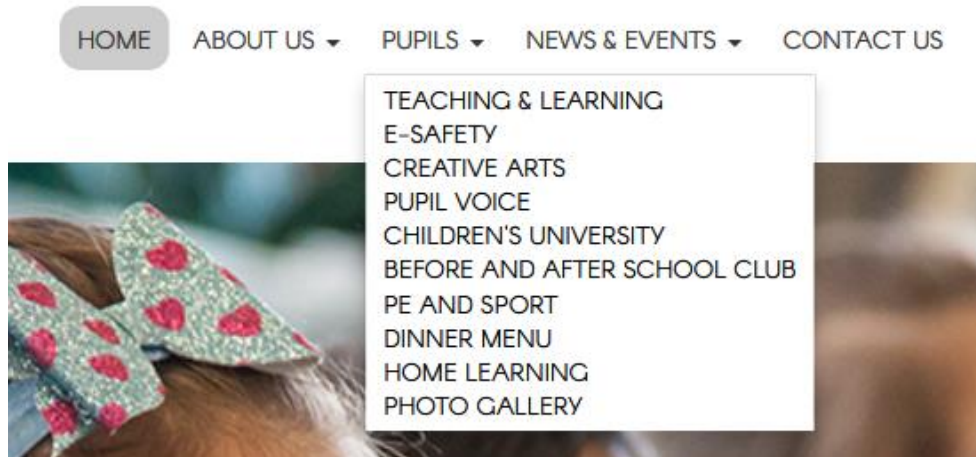 HOME ABOUT US PUPILS NEWS & EVENTS CONTACT US
TEACHING & LEARNING
E-SAFETY
CREATIVE ARTS
PUPIL VOICE
CHILDREN'S UNIVERSITY
BEFORE AND AFTER SCHOOL CLUB
PE AND SPORT
DINNER MENU
HOME LEARNING
PHOTO GALLERY